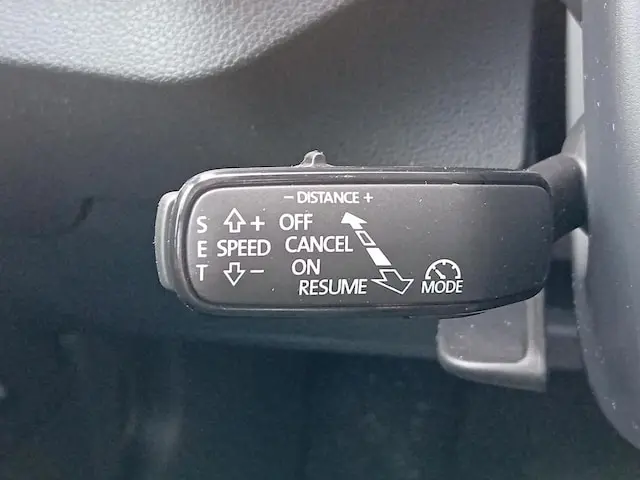 - DISTANCE +
S + OFF
E SPEED CANCEL
T - ON
RESUME MODE